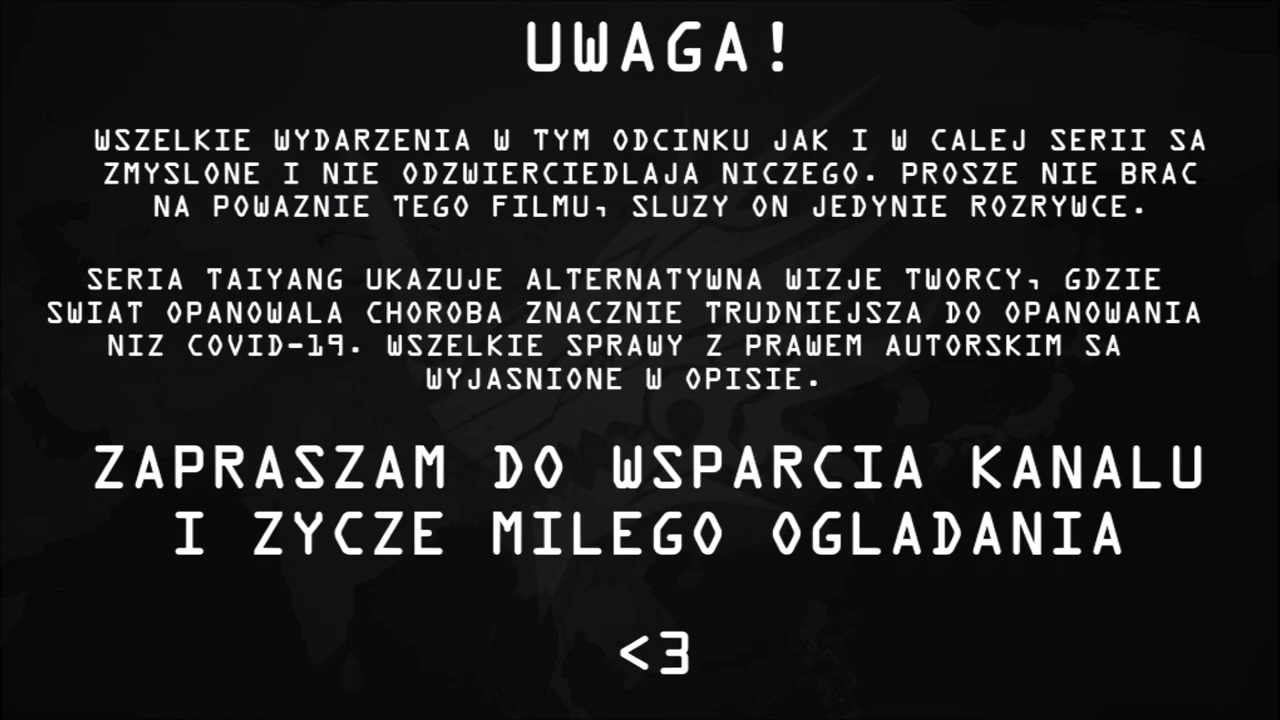 UWAGA!
WSZELKIE WYDARZENIA W TYM ODCINKU JAK I W CALEJ SERII SA
ZMYSLONE I NIE ODZWIERCIEDLAJA NICZEGO. PROSZE NIE BRAC
NA POWAZNIE TEGO FILMU, SLUZY ON JEDYNIE ROZRYWCE.
SERIA TAIYANG UKAZUJE ALTERNATYWNA WIZJE TWORCY, GDZIE
SWIAT OPANOWALA CHOROBA ZNACZNIE TRUDNIEJSZA DO OPANOWANIA
NIZ COVID-19. WSZELKIE SPRAWY Z PRAWEM AUTORSKIM SA
WYJASNIONE W OPISIE.
ZAPRASZAM DO WSPARCIA KANALU
I ZYCZE MILEGO OGLADANIA
<3